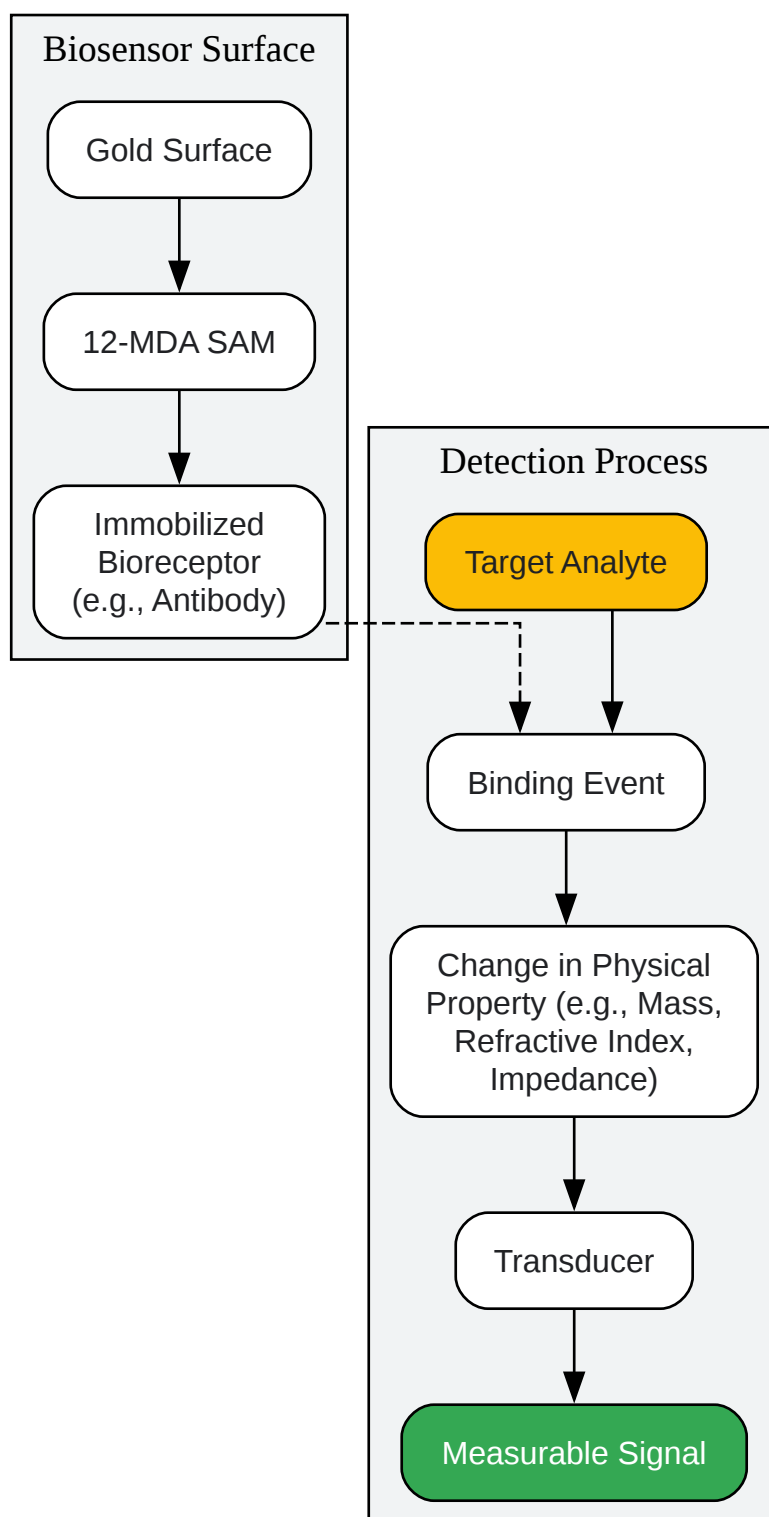 Biosensor Surface
Gold Surface
12-MDA SAM
Immobilized
Bioreceptor
(e.g., Antibody)
Detection Process
Target Analyte
Binding Event
Change in Physical
Property (e.g., Mass,
Refractive Index,
Impedance)
Transducer
Measurable Signal